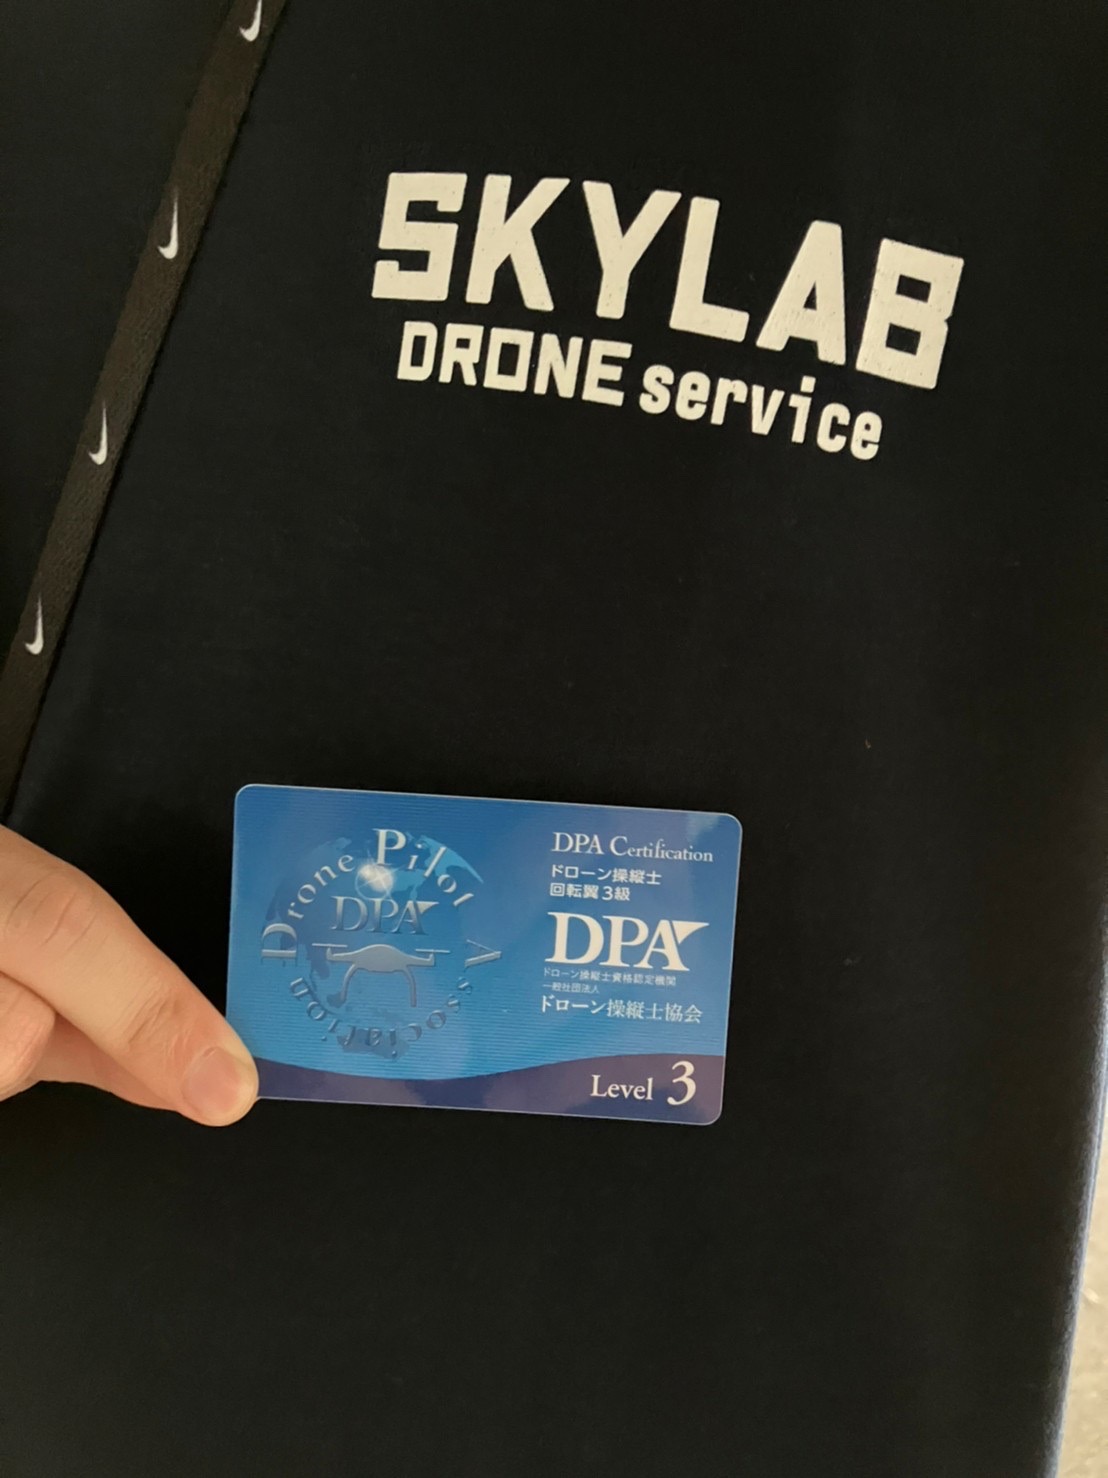 SKYLAB
DRONE service
Drone Pilot Association
DPA
DPA Certification
ドローン操縦士
回転翼3級
DPA
ドローン操縦士資格認定機関
一般社団法人
ドローン操縦士協会
Level 3